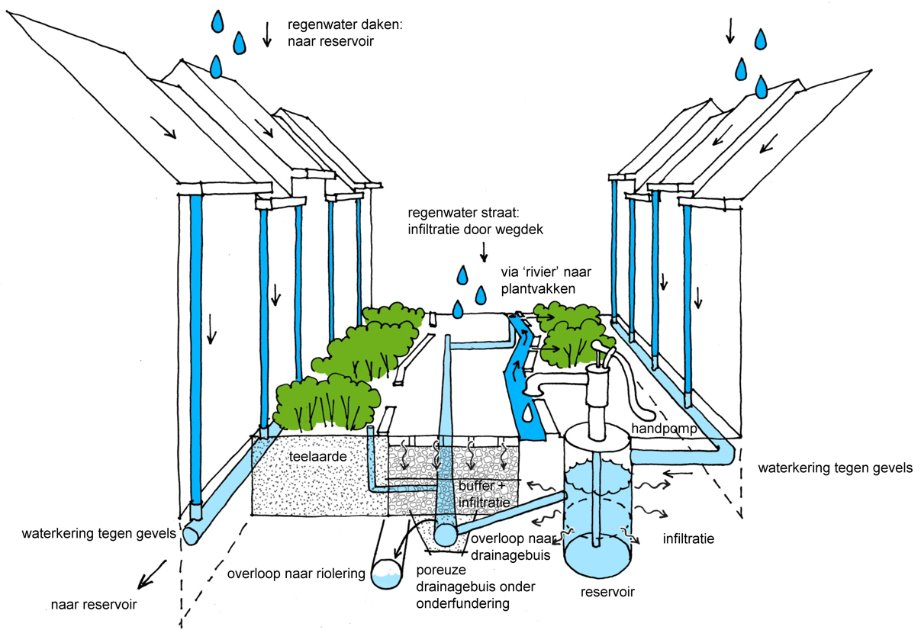 regenwater daken:
naar reservoir
regenwater straat:
infiltratie door wegdek
via ‘rivier’ naar
plantvakken
handpomp
teelaarde
waterkering tegen gevels
buffer +
infiltratie
waterkering tegen gevels
overloop naar
drainagebuis
infiltratie
overloop naar riolering
poreuze
drainagebuis onder
onderfundering
reservoir
naar reservoir